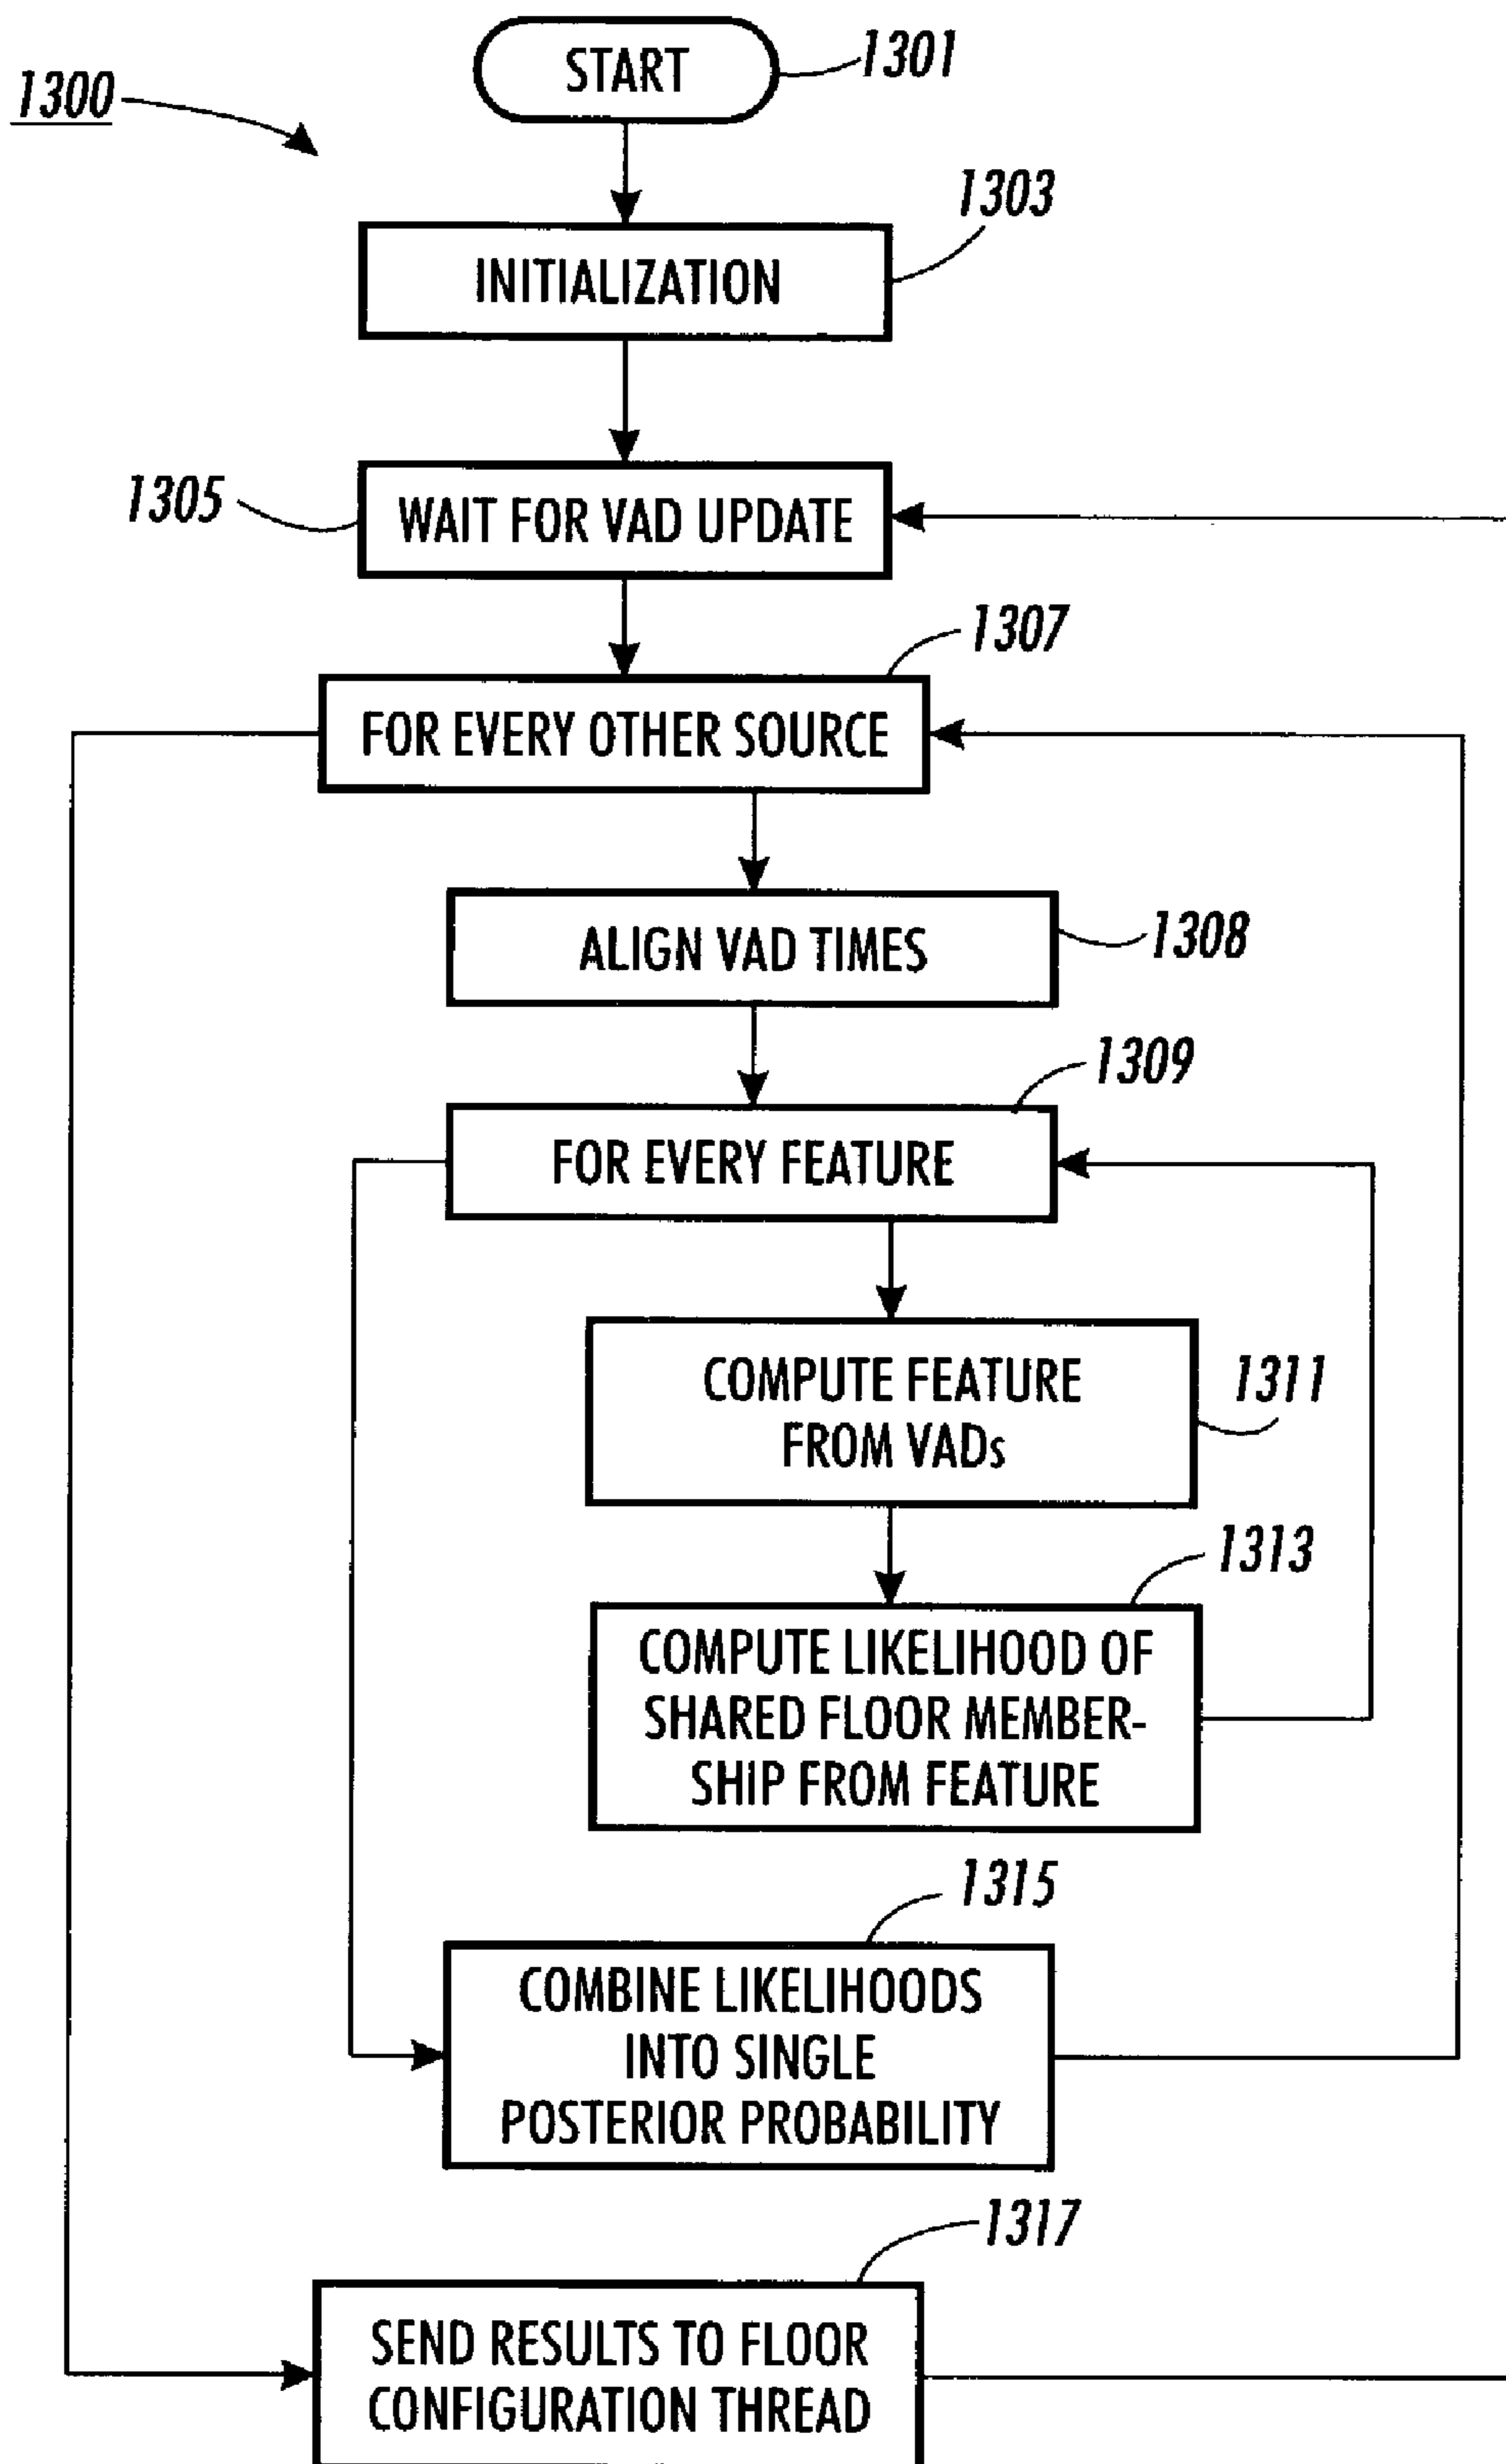 START
1301
1300
1303
INITIALIZATION
1305
WAIT FOR VAD UPDATE
1307
FOR EVERY OTHER SOURCE
ALIGN VAD TIMES
1308
1309
FOR EVERY FEATURE
COMPUTE FEATURE
FROM VADs
1311
1313
COMPUTE LIKELIHOOD OF
SHARED FLOOR MEMBER-
SHIP FROM FEATURE
1315
COMBINE LIKELIHOODS
INTO SINGLE
POSTERIOR PROBABILITY
1317
SEND RESULTS TO FLOOR
CONFIGURATION THREAD